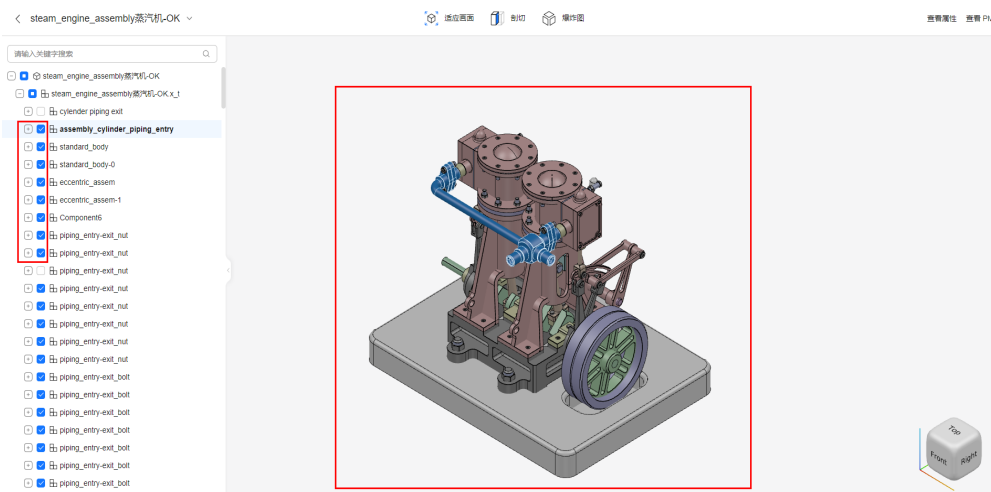 steam_engine_assembly蒸汽机-OK
适应画面 剖切 爆炸图
查看属性 查看 PM
请输入关键字搜索
steam_engine_assembly蒸汽机-OK
steam_engine_assembly蒸汽机-OK.x_t
cylender piping exit
assembly_cylinder_piping_entry
standard_body
standard_body-0
eccentric_assem
eccentric_assem-1
Component6
piping_entry-exit_nut
piping_entry-exit_nut
piping_entry-exit_nut
piping_entry-exit_nut
piping_entry-exit_nut
piping_entry-exit_nut
piping_entry-exit_nut
piping_entry-exit_nut
piping_entry-exit_bolt
piping_entry-exit_bolt
piping_entry-exit_bolt
piping_entry-exit_bolt
piping_entry-exit_bolt
piping_entry-exit_bolt
piping_entry-exit_bolt
Top
Front Right